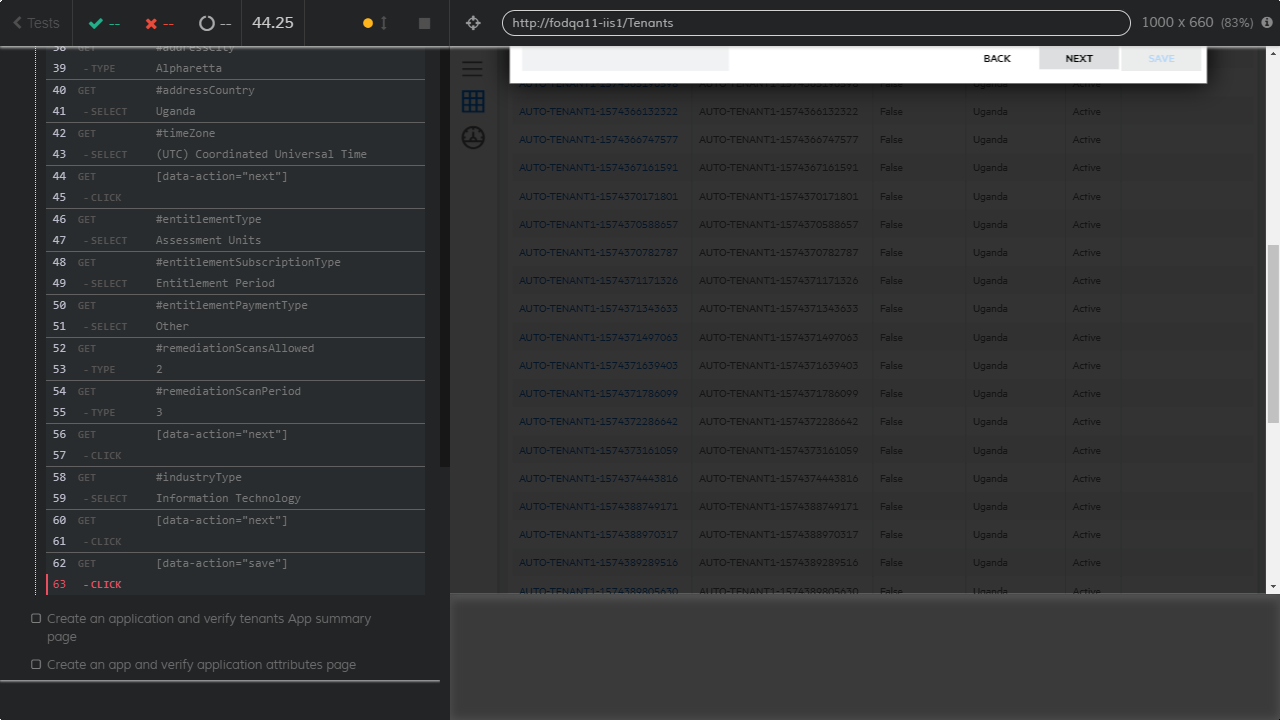 Tests
--
--
--
44.25
http://fodqa11-iis1/Tenants
1000 x 660 (83%)
38 GET #addressCity
39 -TYPE Alpharetta
40 GET #addressCountry
41 -SELECT Uganda
42 GET #timeZone
43 -SELECT (UTC) Coordinated Universal Time
44 GET [data-action="next"]
45 -CLICK
46 GET #entitlementType
47 -SELECT Assessment Units
48 GET #entitlementSubscriptionType
49 -SELECT Entitlement Period
50 GET #entitlementPaymentType
51 -SELECT Other
52 GET #remediationScansAllowed
53 -TYPE 2
54 GET #remediationScanPeriod
55 -TYPE 3
56 GET [data-action="next"]
57 -CLICK
58 GET #industryType
59 -SELECT Information Technology
60 GET [data-action="next"]
61 -CLICK
62 GET [data-action="save"]
63 -CLICK
Create an application and verify tenants App summary
page
Create an app and verify application attributes page
BACK NEXT SAVE
AUTO-TENANT1-1574366132322 AUTO-TENANT1-1574366132322 False Uganda Active
AUTO-TENANT1-1574366747577 AUTO-TENANT1-1574366747577 False Uganda Active
AUTO-TENANT1-1574367161591 AUTO-TENANT1-1574367161591 False Uganda Active
AUTO-TENANT1-1574370171801 AUTO-TENANT1-1574370171801 False Uganda Active
AUTO-TENANT1-1574370588657 AUTO-TENANT1-1574370588657 False Uganda Active
AUTO-TENANT1-1574370782787 AUTO-TENANT1-1574370782787 False Uganda Active
AUTO-TENANT1-1574371171326 AUTO-TENANT1-1574371171326 False Uganda Active
AUTO-TENANT1-1574371343633 AUTO-TENANT1-1574371343633 False Uganda Active
AUTO-TENANT1-1574371497063 AUTO-TENANT1-1574371497063 False Uganda Active
AUTO-TENANT1-1574371639403 AUTO-TENANT1-1574371639403 False Uganda Active
AUTO-TENANT1-1574371786099 AUTO-TENANT1-1574371786099 False Uganda Active
AUTO-TENANT1-1574372286642 AUTO-TENANT1-1574372286642 False Uganda Active
AUTO-TENANT1-1574373161059 AUTO-TENANT1-1574373161059 False Uganda Active
AUTO-TENANT1-1574374443816 AUTO-TENANT1-1574374443816 False Uganda Active
AUTO-TENANT1-1574388749171 AUTO-TENANT1-1574388749171 False Uganda Active
AUTO-TENANT1-1574388970317 AUTO-TENANT1-1574388970317 False Uganda Active
AUTO-TENANT1-1574389289516 AUTO-TENANT1-1574389289516 False Uganda Active
AUTO-TENANT1-1574389805630 AUTO-TENANT1-1574389805630 False Uganda Active